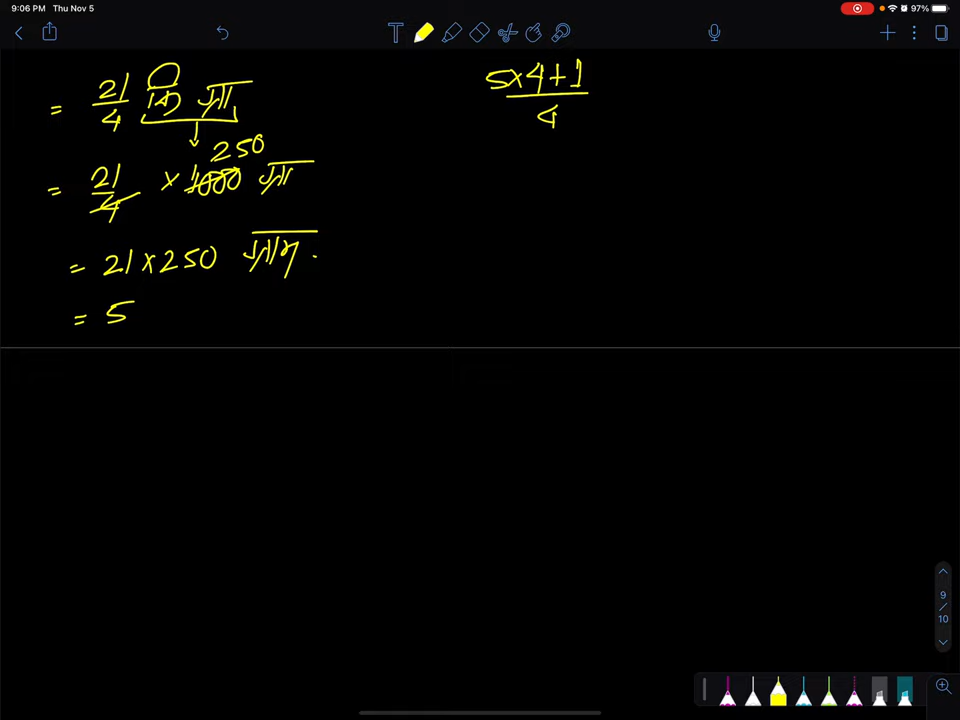 9:06 PM Thu Nov 5
97%
= 21/4 কি গ্রা
250
= 21/4 × 1000 গ্রা
= 21 × 250 গ্রাম.
= 5
5×4+1
4
9
/
10